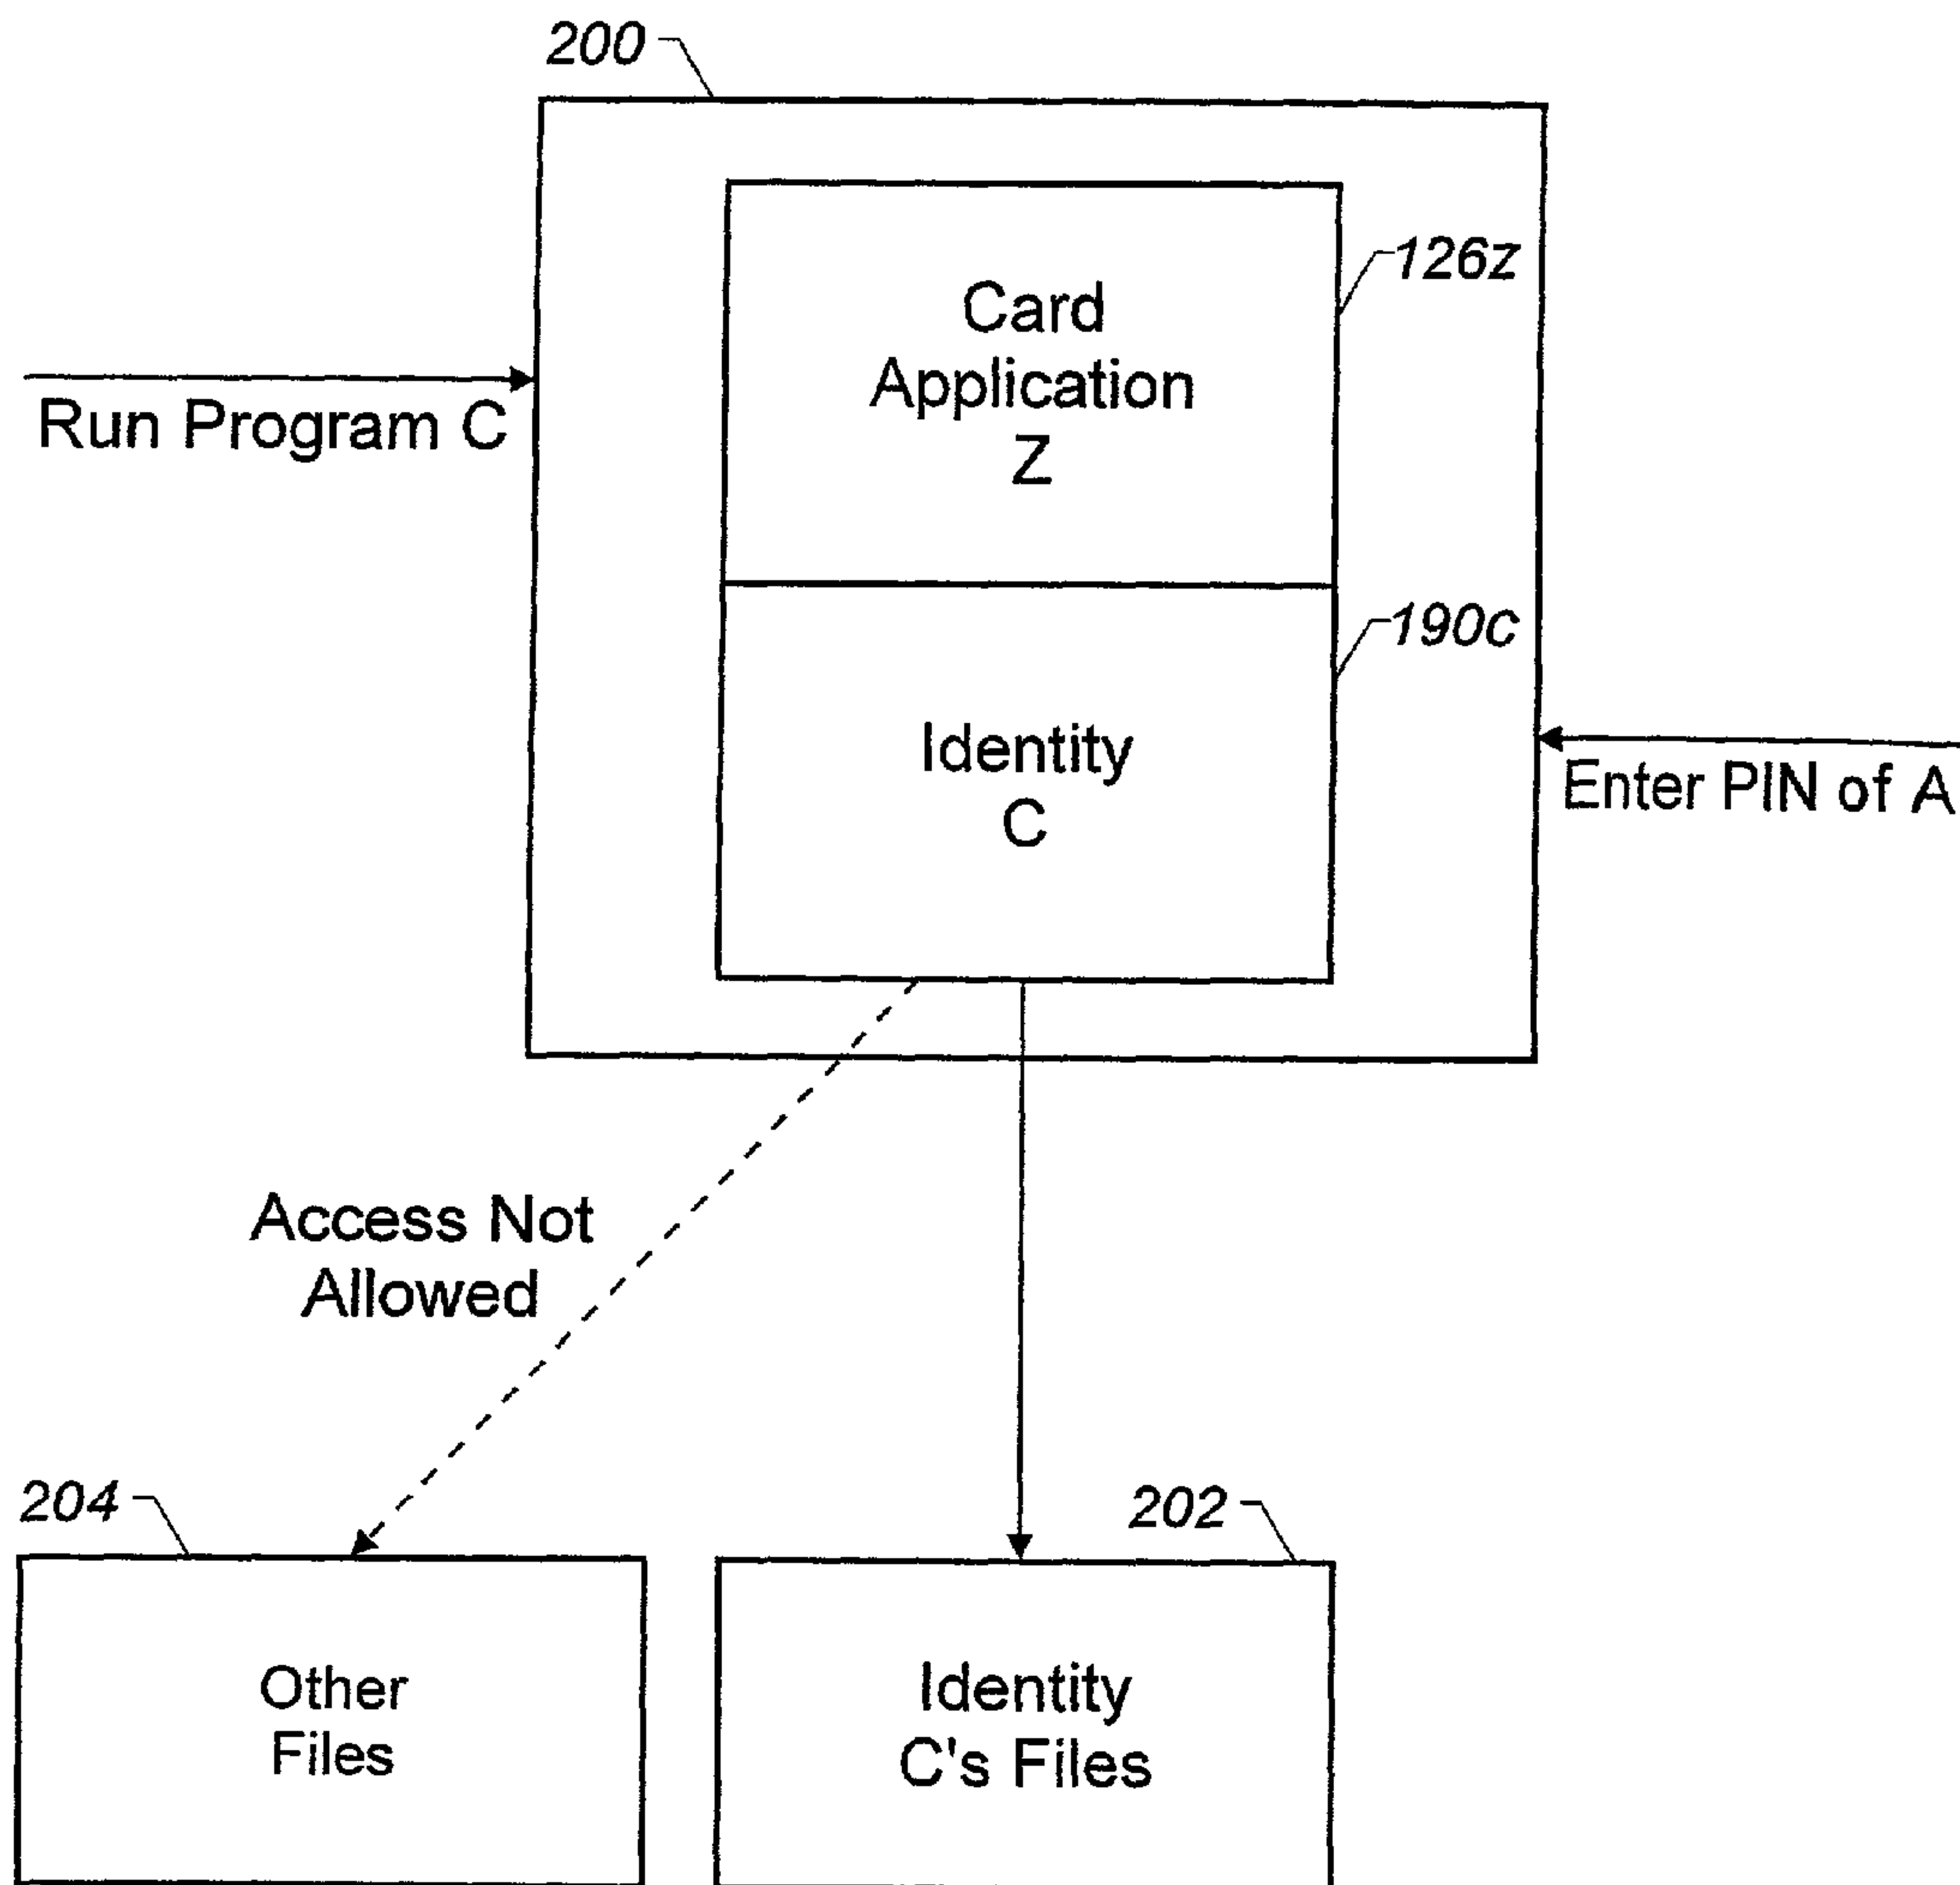 200
126z
Card
Application
Z
Run Program C
190c
Identity
C
Enter PIN of A
Access Not
Allowed
204
202
Other
Files
Identity
C's Files